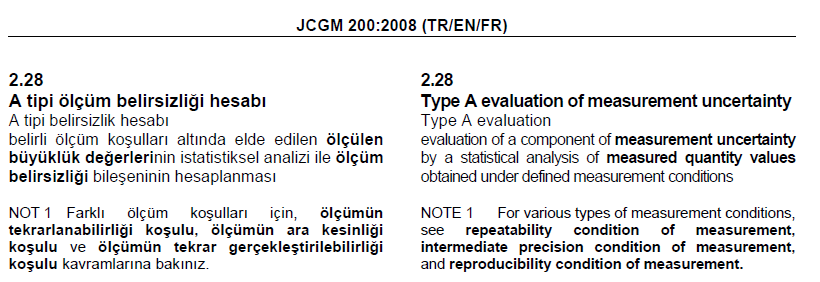 JCGM 200:2008 (TR/EN/FR)
2.28
A tipi ölçüm belirsizliği hesabı
A tipi belirsizlik hesabı
belirli ölçüm koşulları altında elde edilen ölçülen
büyüklük değerlerinin istatistiksel analizi ile ölçüm
belirsizliği bileşeninin hesaplanması
NOT 1 Farklı ölçüm koşulları için, ölçümün
tekrarlanabilirliği koşulu, ölçümün ara kesinliği
koşulu ve ölçümün tekrar gerçekleştirilebilirliği
koşulu kavramlarına bakınız.
2.28
Type A evaluation of measurement uncertainty
Type A evaluation
evaluation of a component of measurement uncertainty
by a statistical analysis of measured quantity values
obtained under defined measurement conditions
NOTE 1 For various types of measurement conditions,
see repeatability condition of measurement,
intermediate precision condition of measurement,
and reproducibility condition of measurement.